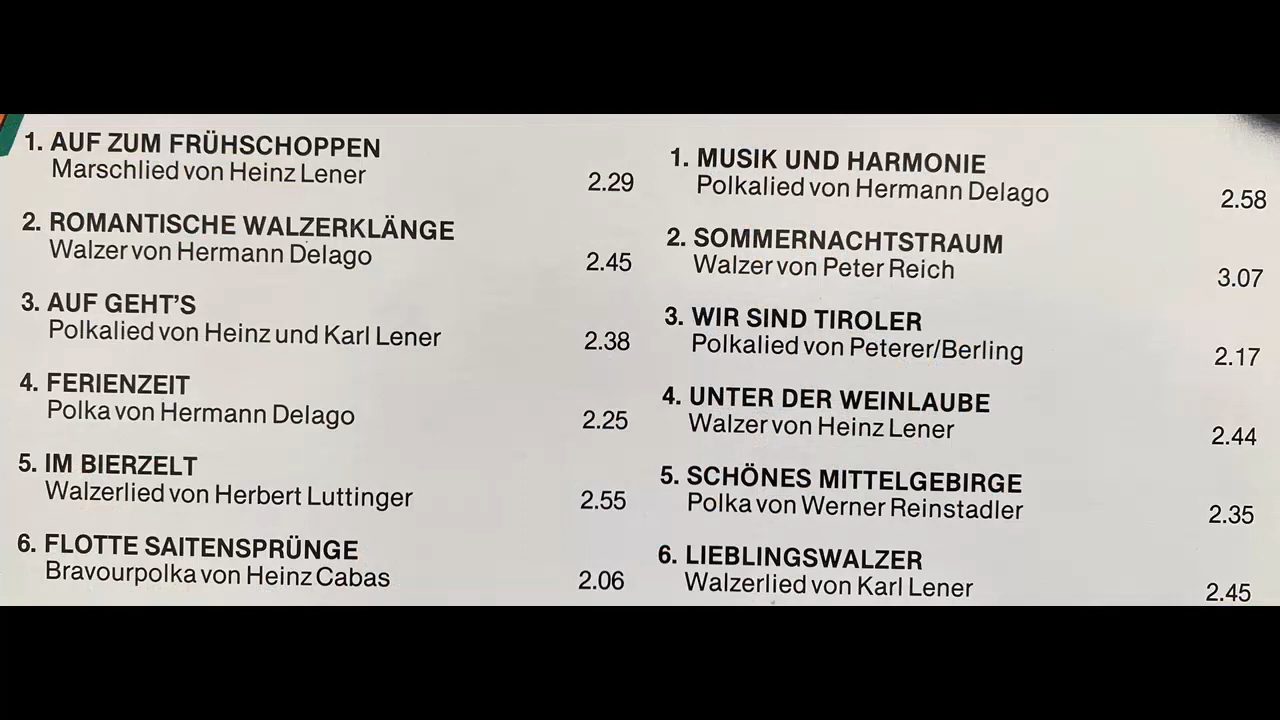 1. AUF ZUM FRÜHSCHOPPEN
Marschlied von Heinz Lener 2.29
2. ROMANTISCHE WALZERKLÄNGE
Walzer von Hermann Delago 2.45
3. AUF GEHT'S
Polkalied von Heinz und Karl Lener 2.38
4. FERIENZEIT
Polka von Hermann Delago 2.25
5. IM BIERZELT
Walzerlied von Herbert Luttinger 2.55
6. FLOTTE SAITENSPRÜNGE
Bravourpolka von Heinz Cabas 2.06
1. MUSIK UND HARMONIE
Polkalied von Hermann Delago 2.58
2. SOMMERNACHTSTRAUM
Walzer von Peter Reich 3.07
3. WIR SIND TIROLER
Polkalied von Peterer/Berling 2.17
4. UNTER DER WEINLAUBE
Walzer von Heinz Lener 2.44
5. SCHÖNES MITTELGEBIRGE
Polka von Werner Reinstadler 2.35
6. LIEBLINGSWALZER
Walzerlied von Karl Lener 2.45